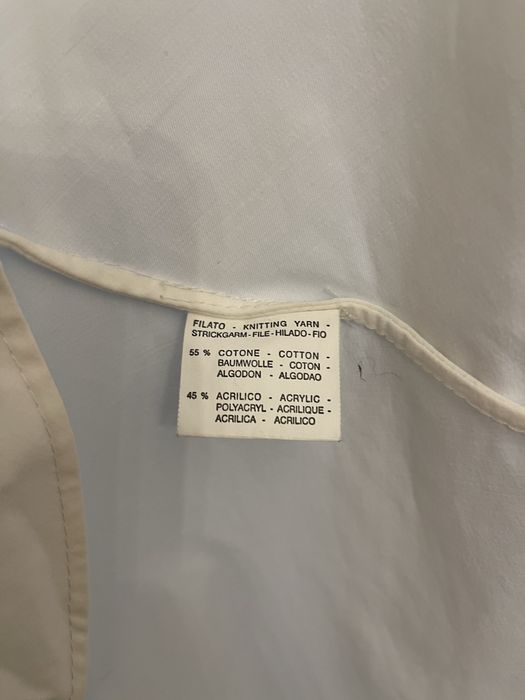 FILATO - KNITTING YARN -
STRICKGARM-FILE-HILADO-FIO
55 % COTONE - COTTON -
BAUMWOLLE - COTON -
ALGODON - ALGODAO
45 % ACRILICO - ACRYLIC -
POLYACRYL - ACRILIQUE -
ACRILICA - ACRILICO